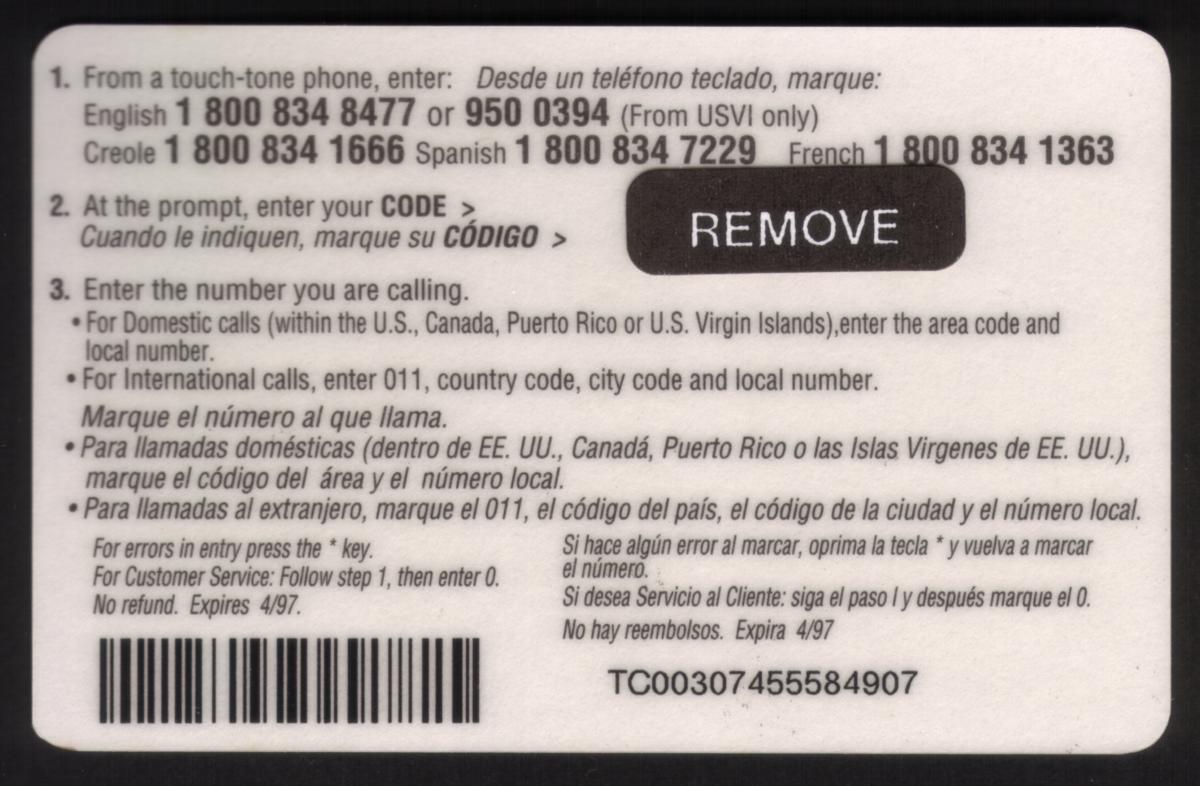 1. From a touch-tone phone, enter: Desde un teléfono teclado, marque:
English 1 800 834 8477 or 950 0394 (From USVI only)
Creole 1 800 834 1666 Spanish 1 800 834 7229 French 1 800 834 1363
2. At the prompt, enter your CODE >
Cuando le indiquen, marque su CÓDIGO >
REMOVE
3. Enter the number you are calling.
• For Domestic calls (within the U.S., Canada, Puerto Rico or U.S. Virgin Islands),enter the area code and
local number.
• For International calls, enter 011, country code, city code and local number.
Marque el número al que llama.
• Para llamadas domésticas (dentro de EE. UU., Canadá, Puerto Rico o las Islas Virgenes de EE. UU.),
marque el código del área y el número local.
• Para llamadas al extranjero, marque el 011, el código del país, el código de la ciudad y el número local.
For errors in entry press the * key.
For Customer Service: Follow step 1, then enter 0.
No refund. Expires 4/97.
Si hace algún error al marcar, oprima la tecla * y vuelva a marcar
el número.
Si desea Servicio al Cliente: siga el paso I y después marque el 0.
No hay reembolsos. Expira 4/97
TC00307455584907